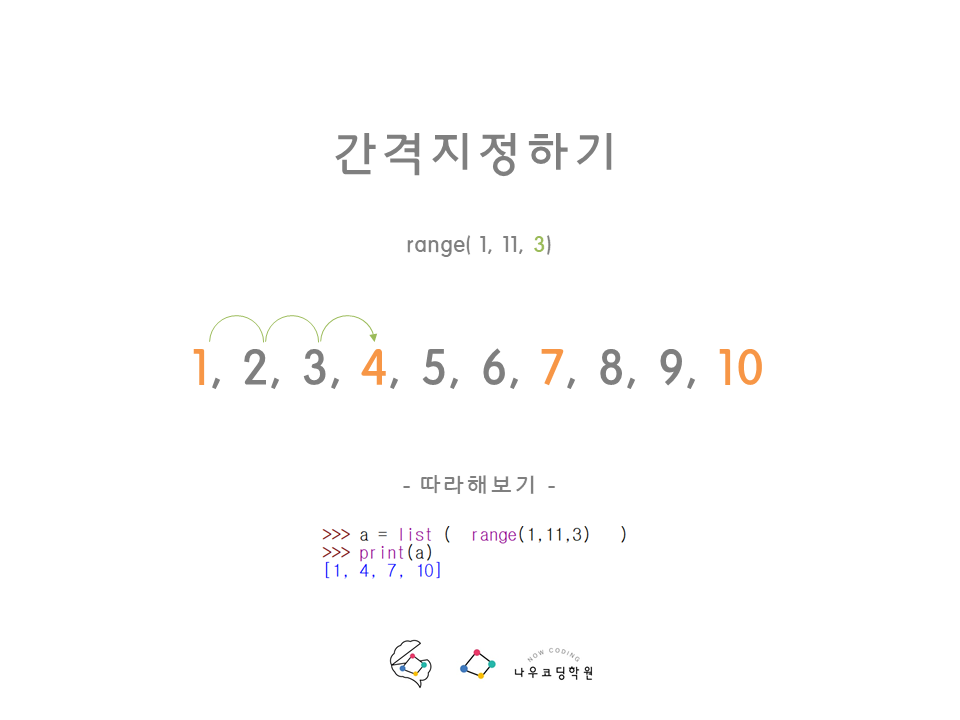 간격지정하기
range( 1, 11, 3)
1, 2, 3, 4, 5, 6, 7, 8, 9, 10
- 따라해보기 -
>>> a = list (  range(1,11,3)   )
>>> print(a)
[1, 4, 7, 10]
NOW CODING
나우코딩학원